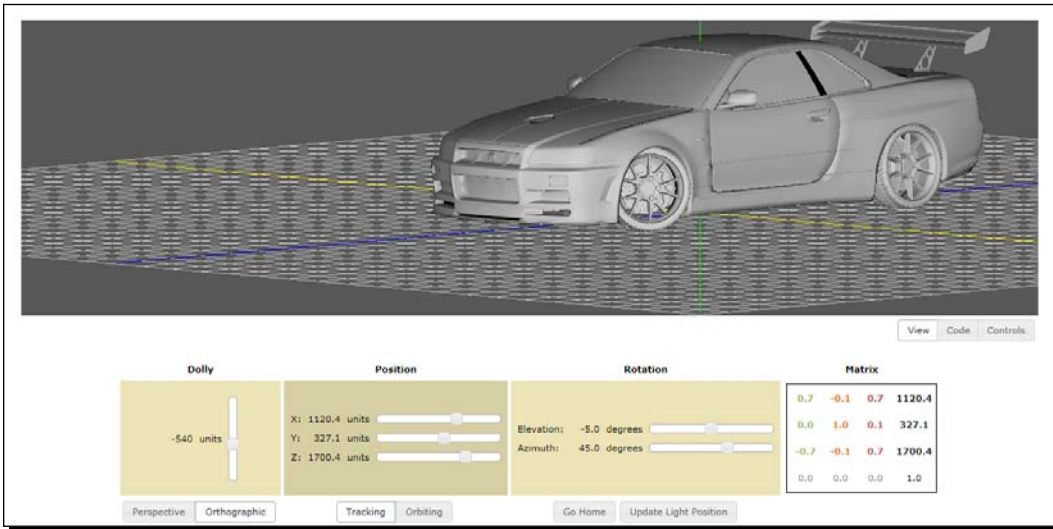 View Code Controls
Dolly Position Rotation Matrix
-540 units
X: 1120.4 units
Y: 327.1 units
Z: 1700.4 units
Elevation: -5.0 degrees
Azimuth: 45.0 degrees
0.7 -0.1 0.7 1120.4
0.0 1.0 0.1 327.1
-0.7 -0.1 0.7 1700.4
0.0 0.0 0.0 1.0
Perspective Orthographic Tracking Orbiting Go Home Update Light Position